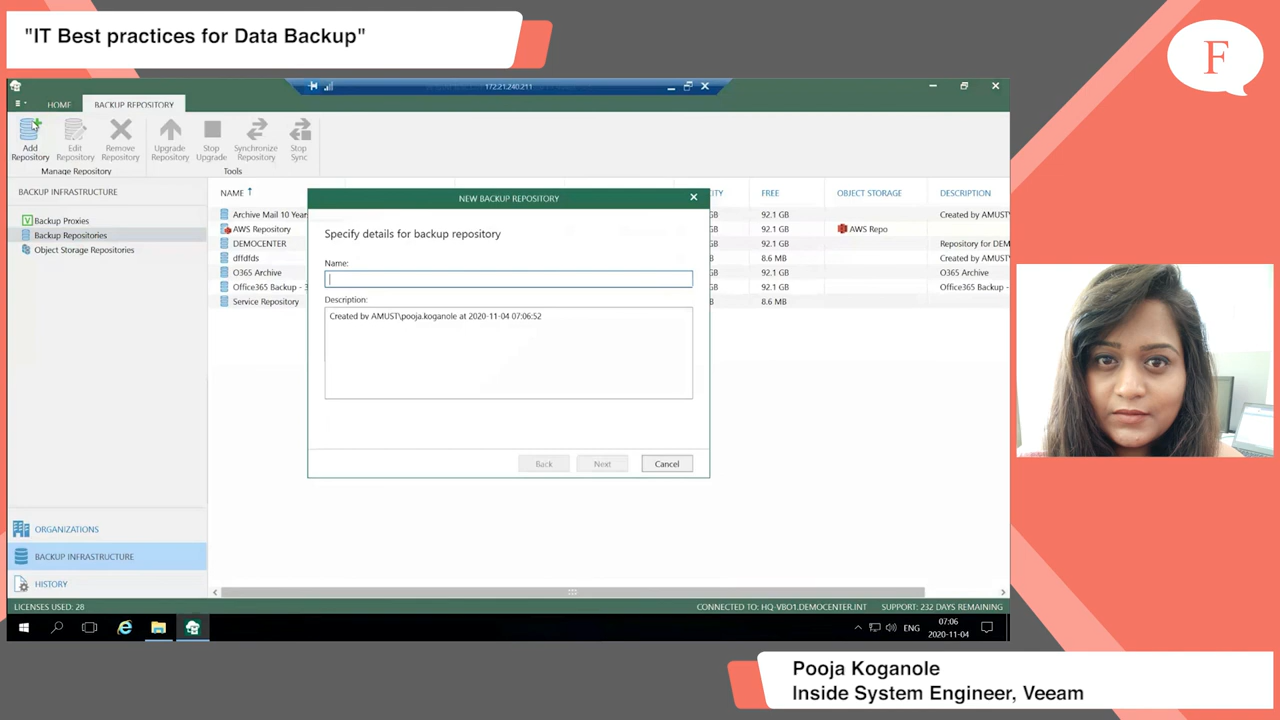 "IT Best practices for Data Backup"
F
172.21.240.211
HOME
BACKUP REPOSITORY
Add Repository
Edit Repository
Remove Repository
Upgrade Repository
Stop Upgrade
Synchronize Repository
Stop Sync
Manage Repository
Tools
BACKUP INFRASTRUCTURE
Backup Proxies
Backup Repositories
Object Storage Repositories
NAME
FREE
OBJECT STORAGE
DESCRIPTION
Archive Mail 10 Year
92.1 GB
Created by AMUST\
AWS Repository
92.1 GB
AWS Repo
DEMOCENTER
92.1 GB
Repository for DEM
dffdfds
92.1 GB
Created by AMUST\
O365 Archive
92.1 GB
O365 Archive
Office365 Backup - 3
92.1 GB
Office365 Backup -
Service Repository
8.6 MB
NEW BACKUP REPOSITORY
Specify details for backup repository
Name:
Description:
Created by AMUST\pooja.koganole at 2020-11-04 07:06:52
Back
Next
Cancel
ORGANIZATIONS
BACKUP INFRASTRUCTURE
HISTORY
LICENSES USED: 28
CONNECTED TO: HQ-VBO1.DEMOCENTER.INT
SUPPORT: 232 DAYS REMAINING
ENG
07:06
2020-11-04
Pooja Koganole
Inside System Engineer, Veeam